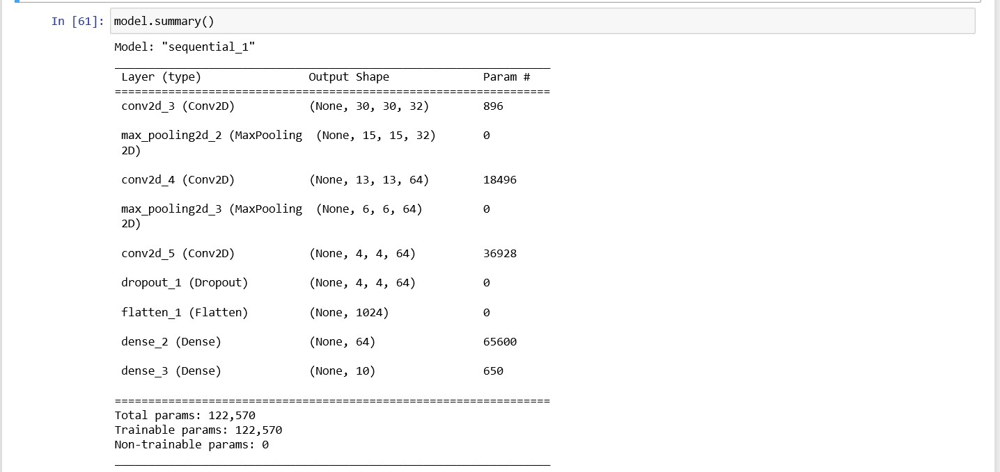 In [61]: model.summary()
Model: "sequential_1"
Layer (type) Output Shape Param #
=================================================================
conv2d_3 (Conv2D) (None, 30, 30, 32) 896
max_pooling2d_2 (MaxPooling (None, 15, 15, 32) 0
2D)
conv2d_4 (Conv2D) (None, 13, 13, 64) 18496
max_pooling2d_3 (MaxPooling (None, 6, 6, 64) 0
2D)
conv2d_5 (Conv2D) (None, 4, 4, 64) 36928
dropout_1 (Dropout) (None, 4, 4, 64) 0
flatten_1 (Flatten) (None, 1024) 0
dense_2 (Dense) (None, 64) 65600
dense_3 (Dense) (None, 10) 650
=================================================================
Total params: 122,570
Trainable params: 122,570
Non-trainable params: 0